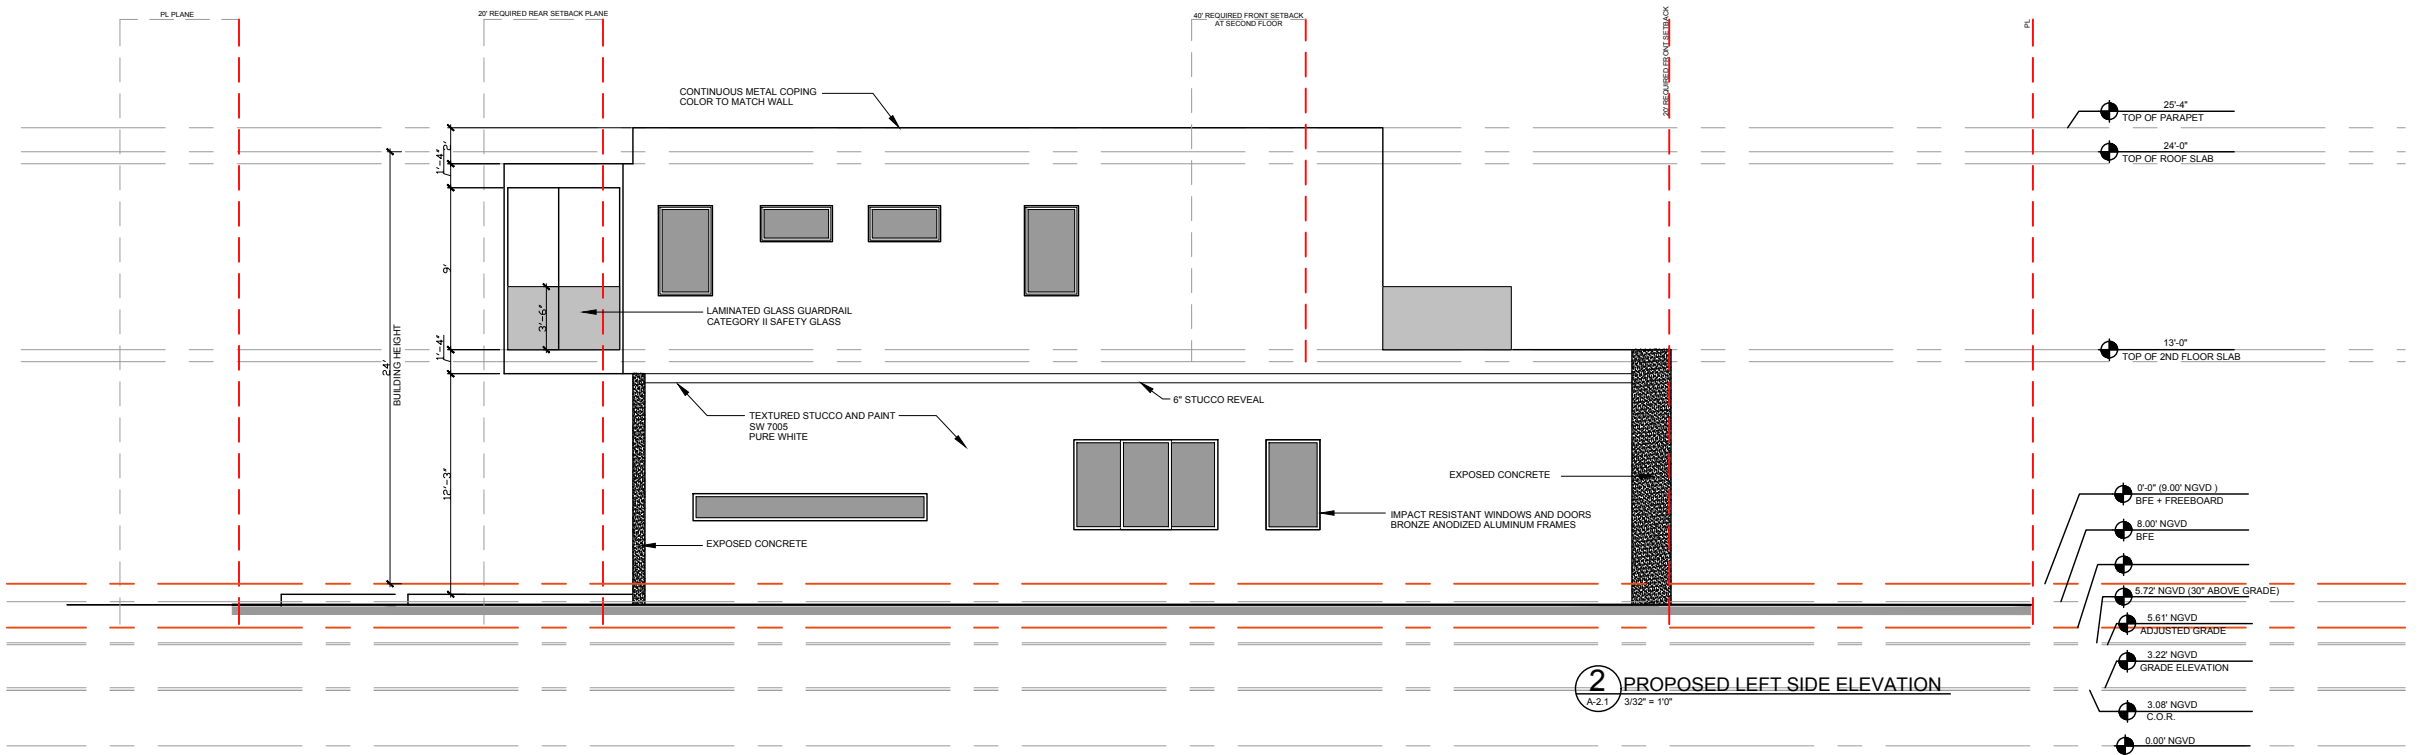 PL PLANE
20' REQUIRED REAR SETBACK PLANE
40' REQUIRED FRONT SETBACK
AT SECOND FLOOR
20' REQUIRED FRONT SETBACK
PL
CONTINUOUS METAL COPING
COLOR TO MATCH WALL
25'-4"
TOP OF PARAPET
24'-0"
TOP OF ROOF SLAB
2'
1'-4"
9'
3'-6"
LAMINATED GLASS GUARDRAIL
CATEGORY II SAFETY GLASS
1'-4"
24'
BUILDING HEIGHT
13'-0"
TOP OF 2ND FLOOR SLAB
6" STUCCO REVEAL
TEXTURED STUCCO AND PAINT
SW 7005
PURE WHITE
12'-3"
EXPOSED CONCRETE
EXPOSED CONCRETE
IMPACT RESISTANT WINDOWS AND DOORS
BRONZE ANODIZED ALUMINUM FRAMES
0'-0" (9.00' NGVD )
BFE + FREEBOARD
8.00' NGVD
BFE
5.72' NGVD (30" ABOVE GRADE)
5.61' NGVD
ADJUSTED GRADE
3.22' NGVD
GRADE ELEVATION
3.08' NGVD
C.O.R.
0.00' NGVD
2
A-2.1
PROPOSED LEFT SIDE ELEVATION
3/32" = 1'0"